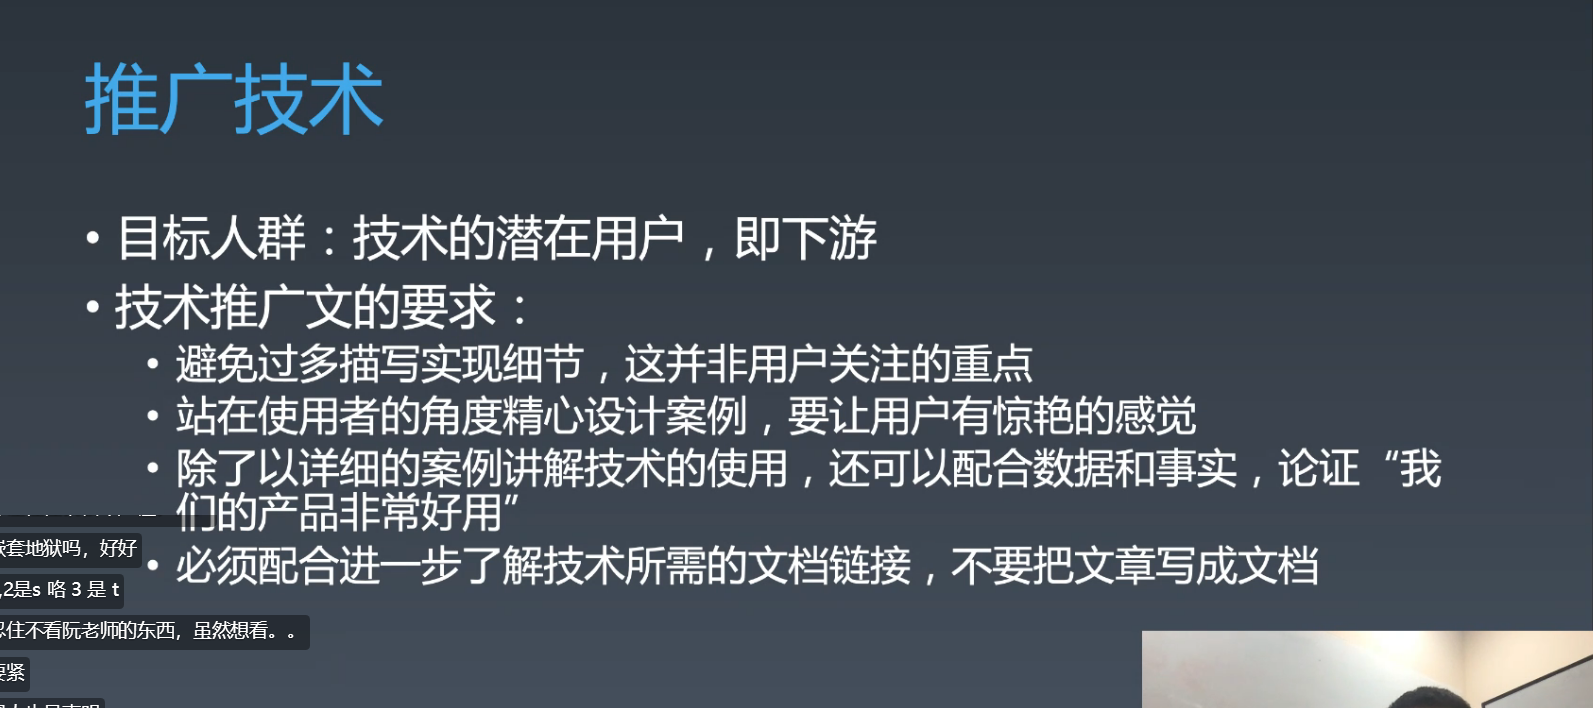 推广技术
• 目标人群：技术的潜在用户，即下游
• 技术推广文的要求：
• 避免过多描写实现细节，这并非用户关注的重点
• 站在使用者的角度精心设计案例，要让用户有惊艳的感觉
• 除了以详细的案例讲解技术的使用，还可以配合数据和事实，论证“我
们的产品非常好用”
• 必须配合进一步了解技术所需的文档链接，不要把文章写成文档
套地狱吗，好好
,2是s 咯 3 是 t
住不看阮老师的东西，虽然想看。。
紧